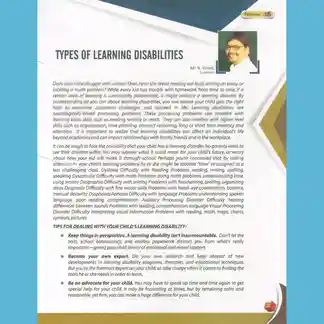 TYPES OF LEARNING DISABILITIES
Does your child struggle with school? Does he or she dread reading out loud, writing an essay, or
tackling a math problem? While every kid has trouble with homework from time to time, if a
certain area of learning is consistently problematic, it might indicate a learning disorder. By
understanding all you can about learning disabilities, you can ensure your child gets the right
help to overcome classroom challenges and succeed in life. Learning disabilities are
neurologically-based processing problems. These processing problems can interfere with
learning basic skills such as reading, writing or math. They can also interfere with higher level
skills such as organization, time planning, abstract reasoning, long or short term memory and
attention. It is important to realize that learning disabilities can affect an individual's life
beyond academics and can impact relationships with family, friends and in the workplace.
It can be tough to face the possibility that your child has a learning disorder. No parents want to
see their children suffer. You may wonder what it could mean for your child's future, or worry
about how your kid will make it through school. Perhaps you're concerned that by calling
attention to your child's learning problems he or she might be labeled "slow" or assigned to a
less challenging class. Dyslexia Difficulty with Reading Problems reading, writing, spelling,
speaking Dyscalculia Difficulty with math Problems doing math problems, understanding time,
using money Dysgraphia Difficulty with writing Problems with handwriting, spelling, organizing
ideas Dyspraxia Difficulty with fine motor skills Problems with hand-eye coordination, balance,
manual dexterity Dysphasia/Aphasia Difficulty with language Problems understanding spoken
language, poor reading comprehension Auditory Processing Disorder Difficulty hearing
differences between sounds Problems with reading, comprehension, language Visual Processing
Disorder Difficulty interpreting visual information Problems with reading, math, maps, charts,
symbols, pictures
TIPS FOR DEALING WITH YOUR CHILD'S LEARNING DISABILITY:
Keep things in perspective. A learning disability isn't insurmountable. Don't let the
tests, school bureaucracy, and endless paperwork distract you from what's really
important—giving your child plenty of emotional and moral support.
Become your own expert. Do your own research and keep abreast of new
developments in learning disability programs, therapies, and educational techniques.
But you're the foremost expert on your child, so take charge when it comes to finding the
tools he or she needs in order to learn.
Be an advocate for your child. You may have to speak up time and time again to get
special help for your child. It may be frustrating at times, but by remaining calm and
reasonable, yet firm, you can make a huge difference for your child.